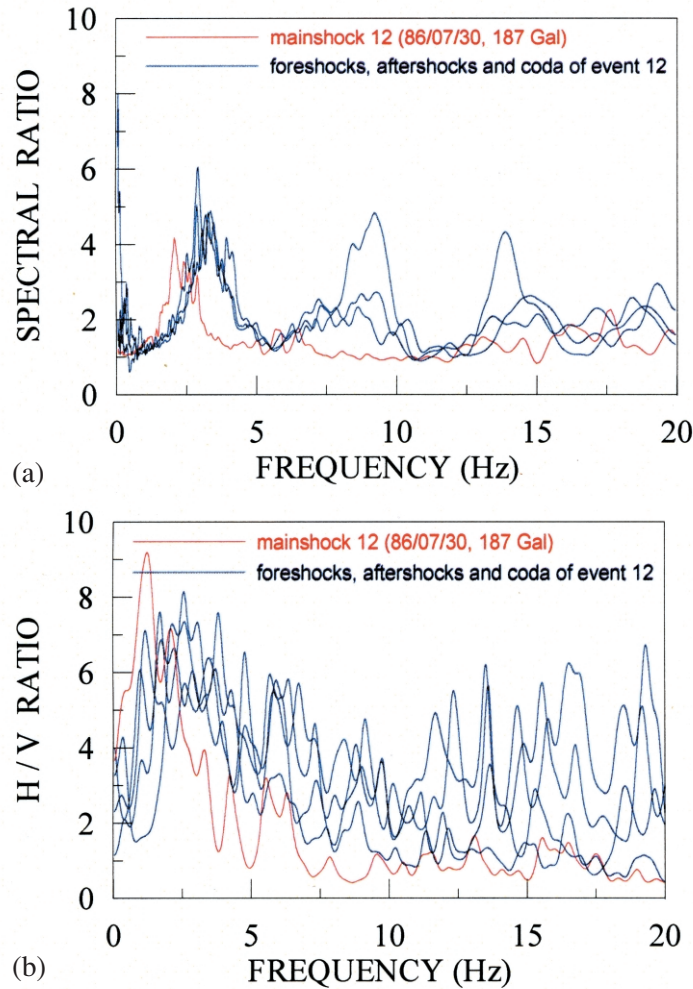 10
8
6
4
2
0
SPECTRAL RATIO
mainshock 12 (86/07/30, 187 Gal)
foreshocks, aftershocks and coda of event 12
0 5 10 15 20
FREQUENCY (Hz)
(a)
10
8
6
4
2
0
H / V RATIO
mainshock 12 (86/07/30, 187 Gal)
foreshocks, aftershocks and coda of event 12
0 5 10 15 20
FREQUENCY (Hz)
(b)